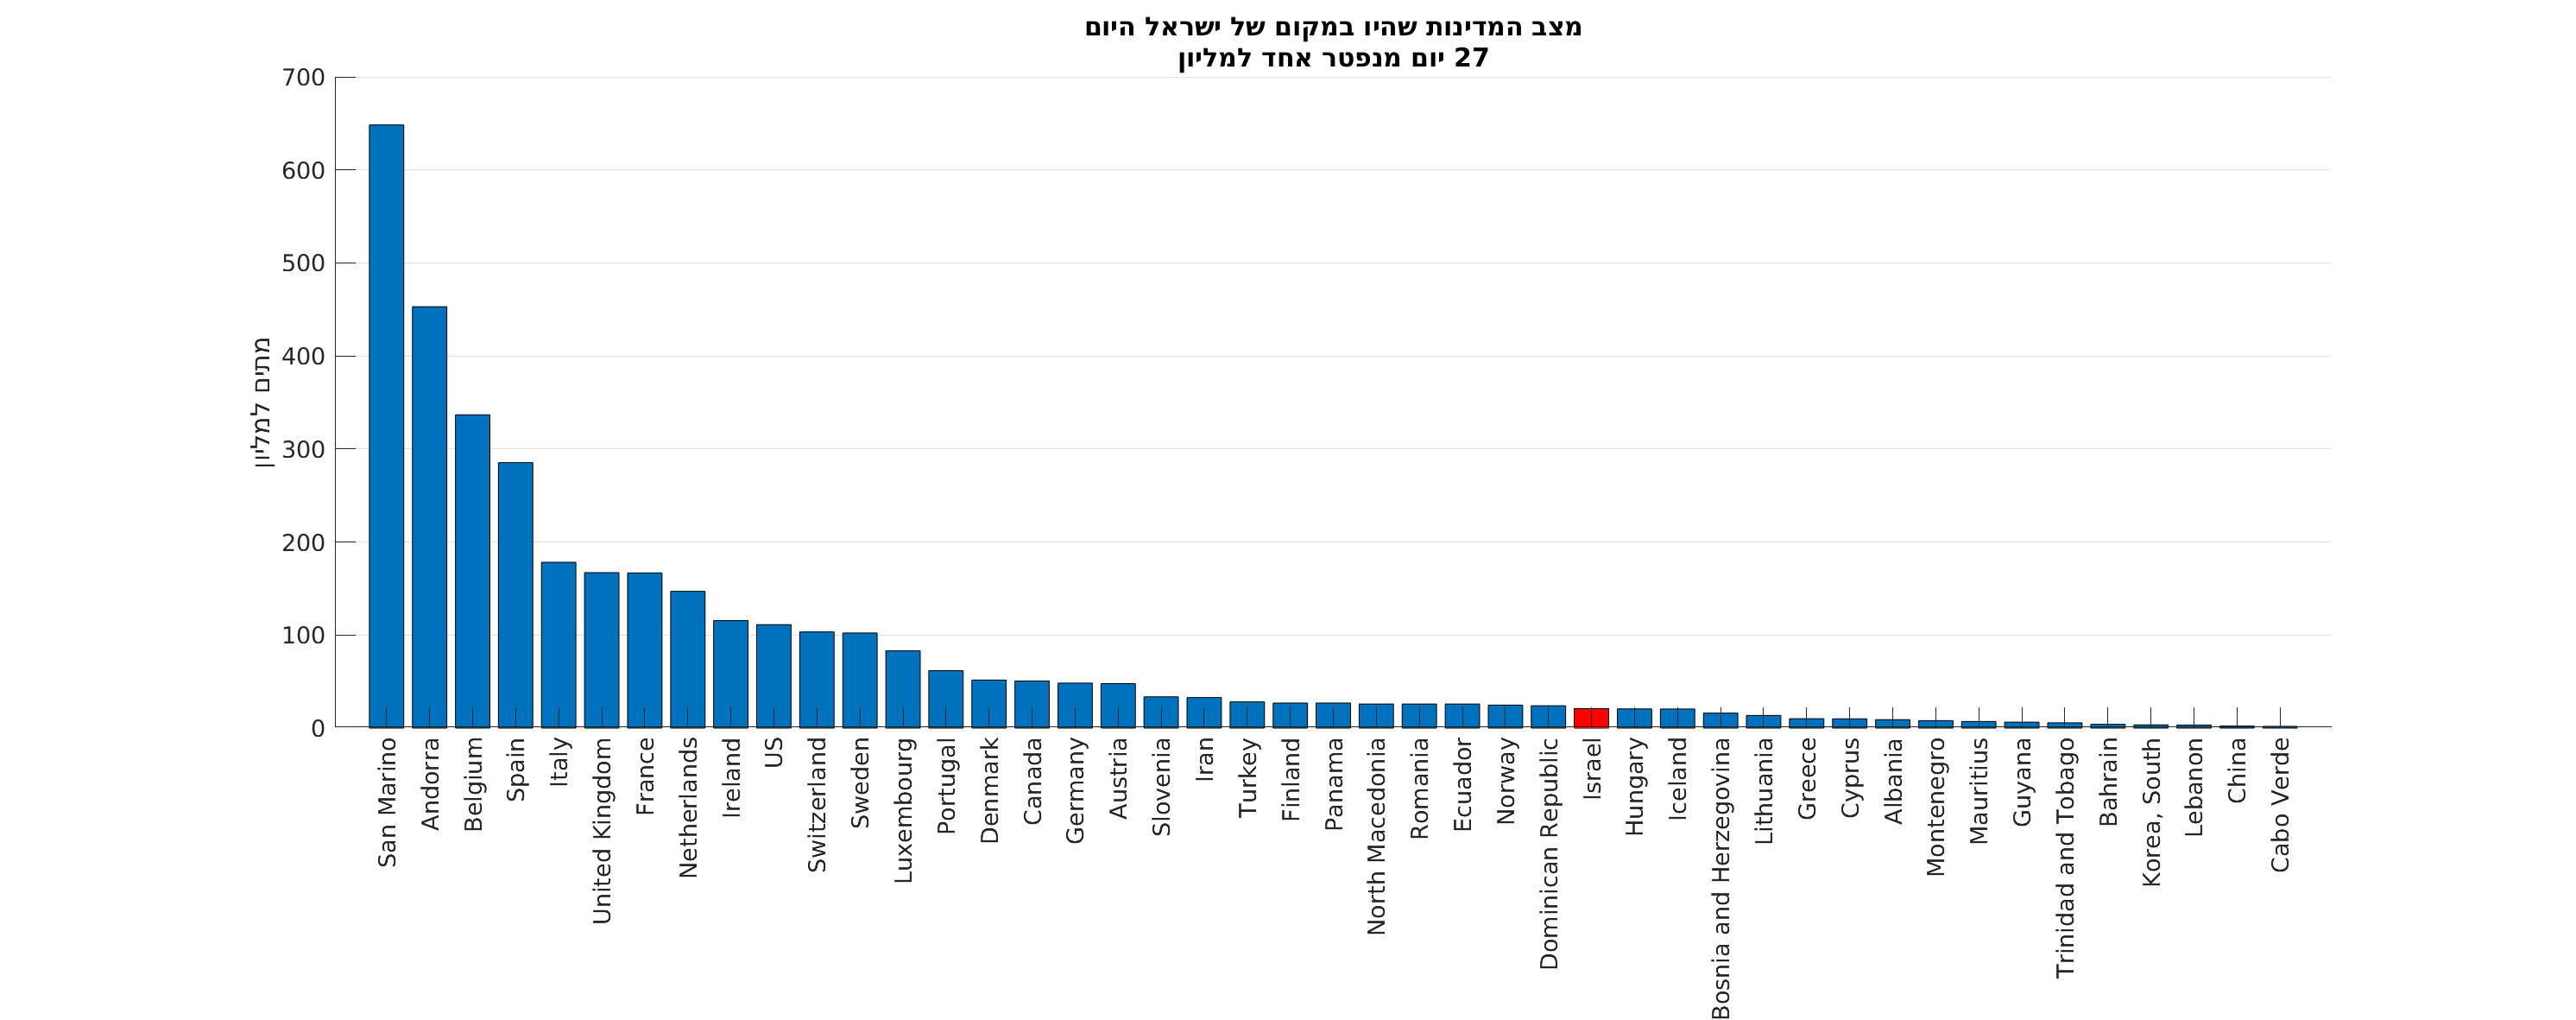 מצב המדינות שהיו במקום של ישראל היום
27 יום מנפטר אחד למליון
מתים למליון
700
600
500
400
300
200
100
0
San Marino
Andorra
Belgium
Spain
Italy
United Kingdom
France
Netherlands
Ireland
US
Switzerland
Sweden
Luxembourg
Portugal
Denmark
Canada
Germany
Austria
Slovenia
Iran
Turkey
Finland
Panama
North Macedonia
Romania
Ecuador
Norway
Dominican Republic
Israel
Hungary
Iceland
Bosnia and Herzegovina
Lithuania
Greece
Cyprus
Albania
Montenegro
Mauritius
Guyana
Trinidad and Tobago
Bahrain
Korea, South
Lebanon
China
Cabo Verde